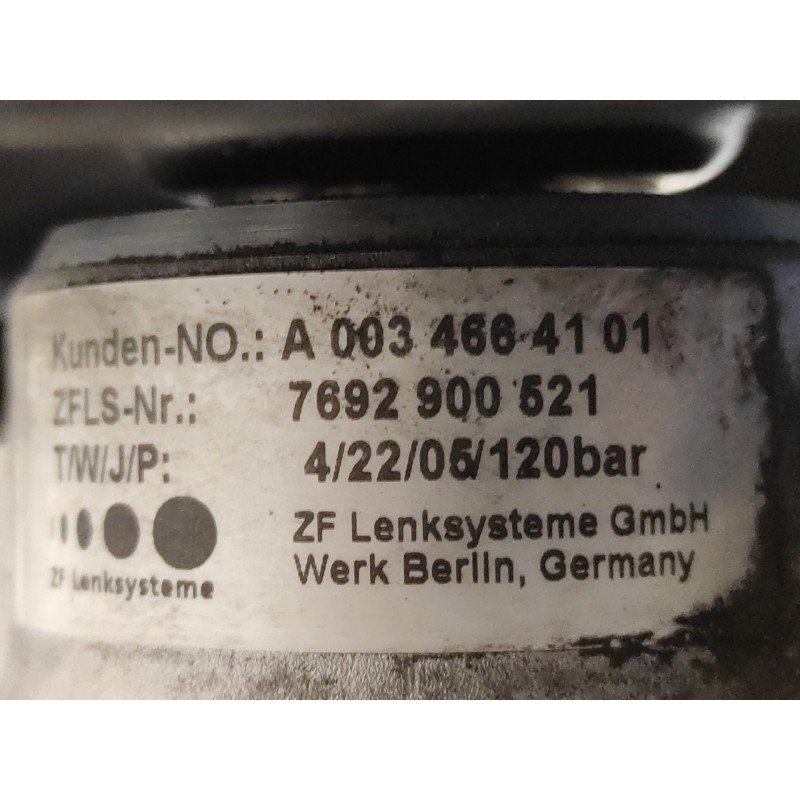 Kunden-NO.: A 003 466 41 01
ZFLS-Nr.: 7692 900 521
T/W/J/P: 4/22/05/120bar
ZF Lenksysteme GmbH
Werk Berlin, Germany
ZF Lenksysteme